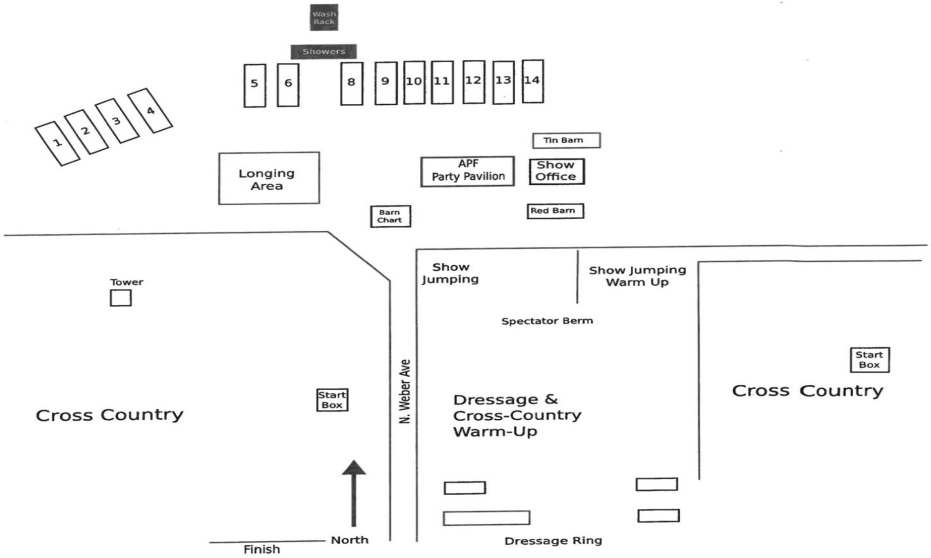 Wash
Rack
Showers
5
6
8
9
10
11
12
13
14
1
2
3
4
Tin Barn
Longing
Area
APF
Party Pavilion
Show
Office
Barn
Chart
Red Barn
Show
Jumping
Show Jumping
Warm Up
Tower
Spectator Berm
Start
Box
Cross Country
Start
Box
N. Weber Ave
Dressage &
Cross-Country
Warm-Up
Cross Country
North
Finish
Dressage Ring